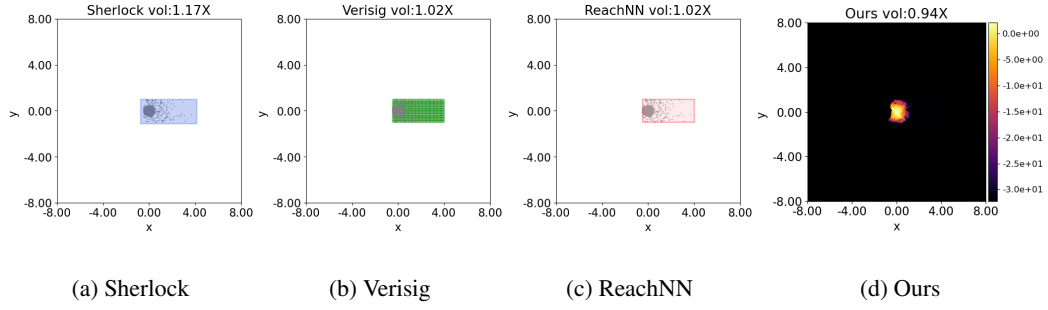 Sherlock vol:1.17X
8.00
4.00
0.00
-4.00
-8.00
y
-8.00 -4.00 0.00 4.00 8.00
x
(a) Sherlock
Verisig vol:1.02X
8.00
4.00
0.00
-4.00
-8.00
y
-8.00 -4.00 0.00 4.00 8.00
x
(b) Verisig
ReachNN vol:1.02X
8.00
4.00
0.00
-4.00
-8.00
y
-8.00 -4.00 0.00 4.00 8.00
x
(c) ReachNN
Ours vol:0.94X
8.00
4.00
0.00
-4.00
-8.00
y
-8.00 -4.00 0.00 4.00 8.00
x
0.0e+00
-5.0e+00
-1.0e+01
-1.5e+01
-2.0e+01
-2.5e+01
-3.0e+01
(d) Ours